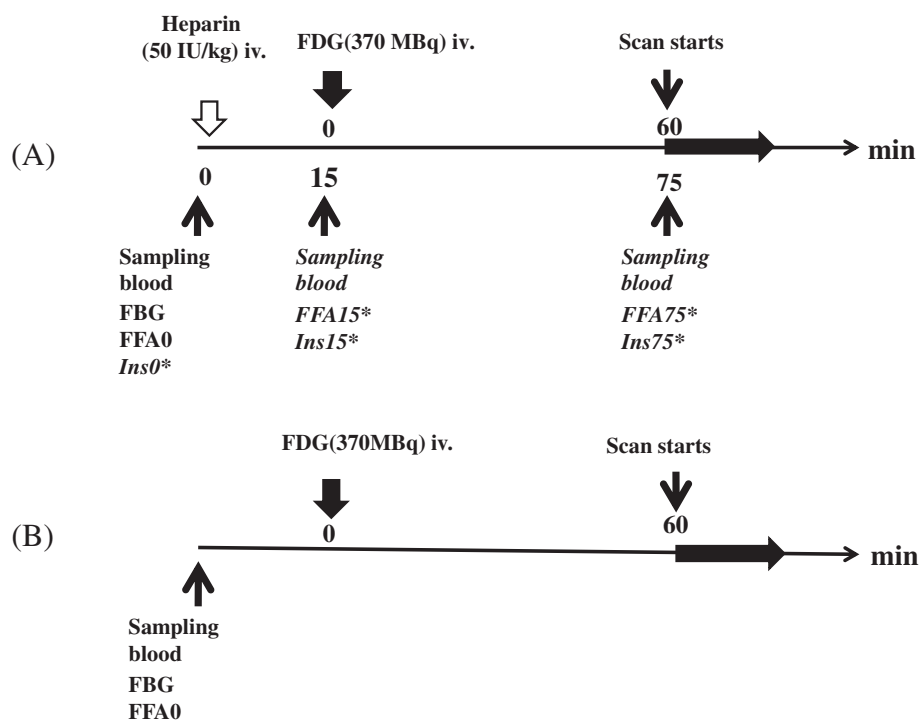 Heparin
(50 IU/kg) iv.
FDG(370 MBq) iv.
Scan starts
0
60
(A)
min
0
15
75
Sampling
blood
FBG
FFA0
Ins0*
Sampling
blood
FFA15*
Ins15*
Sampling
blood
FFA75*
Ins75*
FDG(370MBq) iv.
Scan starts
0
60
(B)
min
Sampling
blood
FBG
FFA0